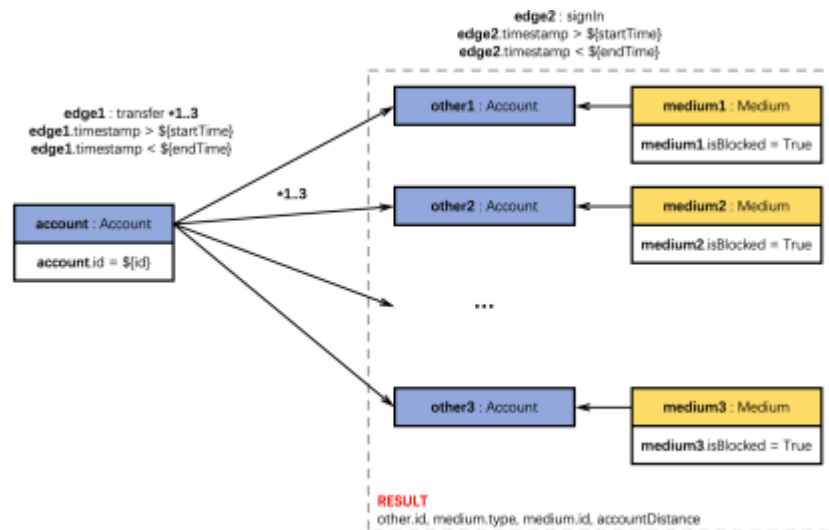 edge2 : signIn
edge2.timestamp > ${startTime}
edge2.timestamp < ${endTime}
edge1 : transfer *1..3
edge1.timestamp > ${startTime}
edge1.timestamp < ${endTime}
other1 : Account
medium1 : Medium
medium1.isBlocked = True
*1..3
other2 : Account
medium2 : Medium
medium2.isBlocked = True
account : Account
account.id = ${id}
...
other3 : Account
medium3 : Medium
medium3.isBlocked = True
RESULT
other.id, medium.type, medium.id, accountDistance